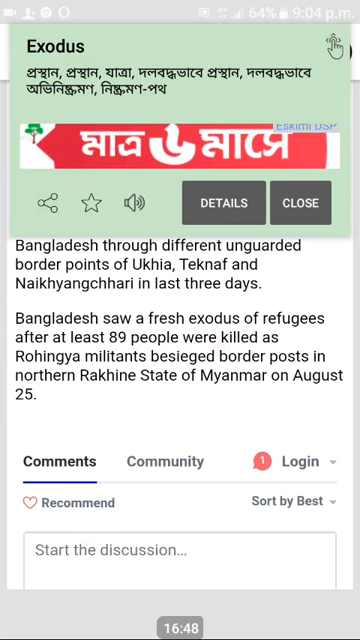 64% 9:04 p.m.
Exodus
প্রস্থান, প্রস্থান, যাত্রা, দলবদ্ধভাবে প্রস্থান, দলবদ্ধভাবে
অভিনিষ্ক্রমণ, নিষ্ক্রমণ-পথ
Eskimi DSP
মাত্র ৬ মাসে
DETAILS
CLOSE
Bangladesh through different unguarded
border points of Ukhia, Teknaf and
Naikhyangchhari in last three days.
Bangladesh saw a fresh exodus of refugees
after at least 89 people were killed as
Rohingya militants besieged border posts in
northern Rakhine State of Myanmar on August
25.
Comments Community 1 Login
Recommend Sort by Best
Start the discussion...
16:48